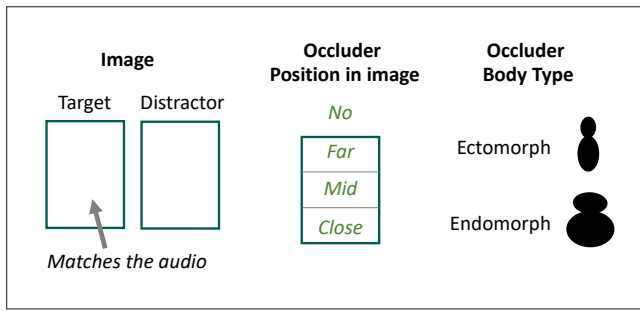 Image
Target
Distractor
Matches the audio
Occluder
Position in image
No
Far
Mid
Close
Occluder
Body Type
Ectomorph
Endomorph